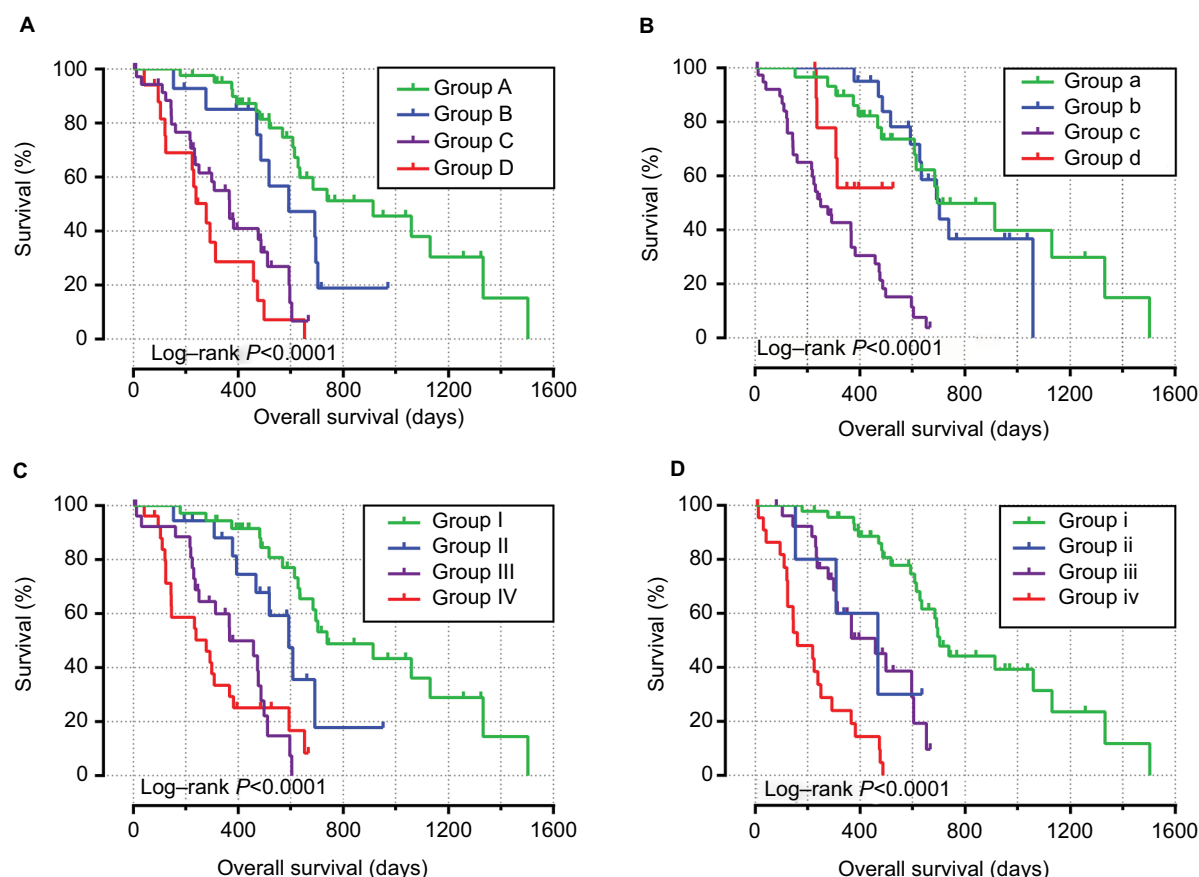 A
Survival (%)
100
80
60
40
20
0
Group A
Group B
Group C
Group D
Log–rank P<0.0001
0 400 800 1200 1600
Overall survival (days)
B
Survival (%)
100
80
60
40
20
0
Group a
Group b
Group c
Group d
Log–rank P<0.0001
0 400 800 1200 1600
Overall survival (days)
C
Survival (%)
100
80
60
40
20
0
Group I
Group II
Group III
Group IV
Log–rank P<0.0001
0 400 800 1200 1600
Overall survival (days)
D
Survival (%)
100
80
60
40
20
0
Group i
Group ii
Group iii
Group iv
Log–rank P<0.0001
0 400 800 1200 1600
Overall survival (days)